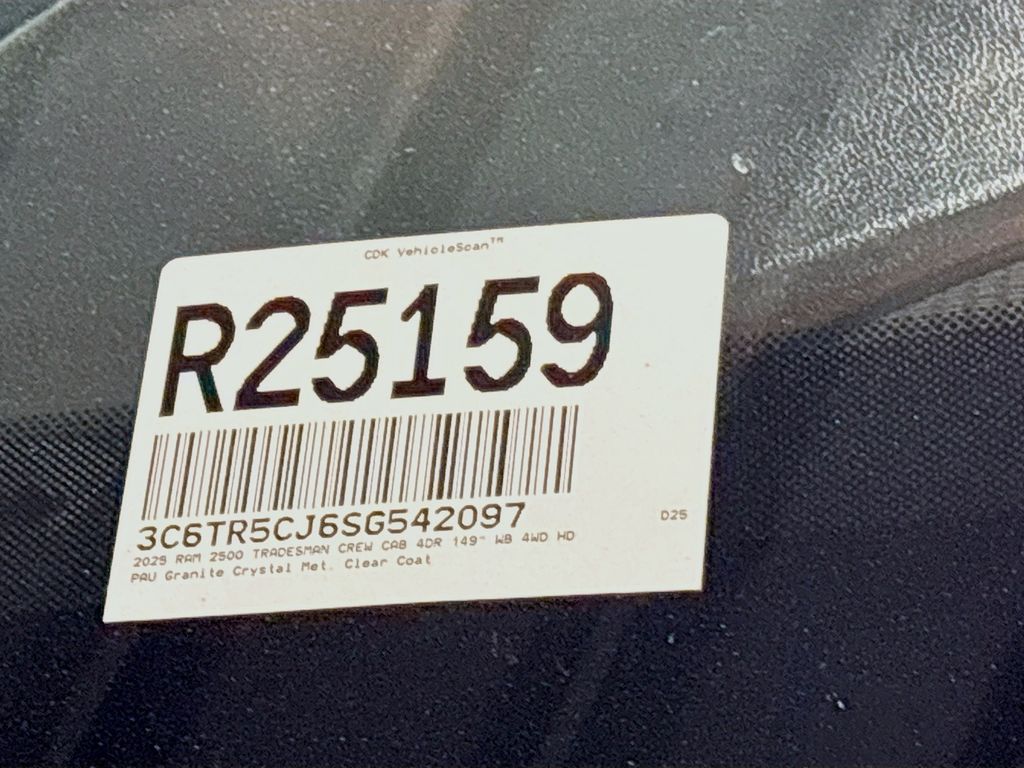 CDK VehicleScan™
R25159
3C6TR5CJ6SG542097
D25
2025 RAM 2500 TRADESMAN CREW CAB 4DR 149" WB 4WD HD
PAU Granite Crystal Met. Clear Coat